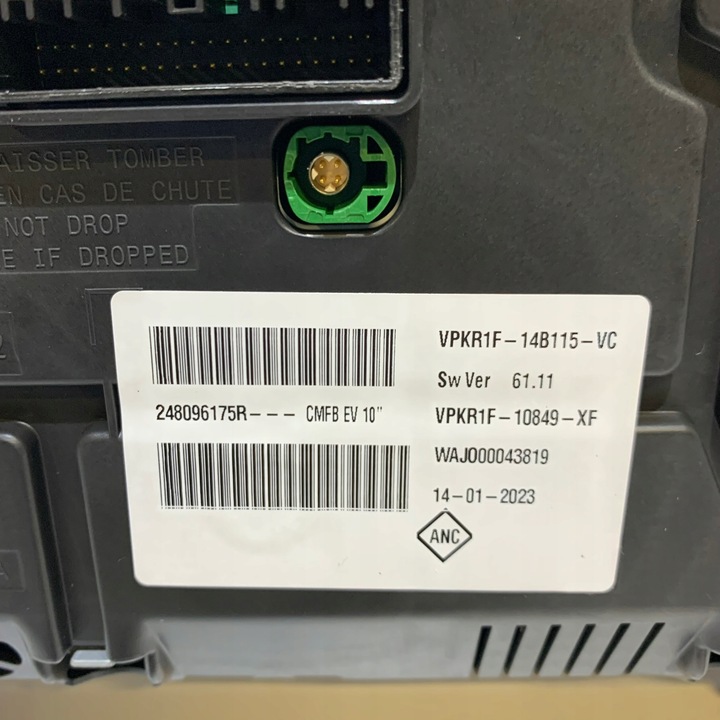 AISSER TOMBER
EN CAS DE CHUTE
NOT DROP
E IF DROPPED
2
VPKR1F-14B115-VC
Sw Ver 61.11
248096175R--- CMFB EV 10"
VPKR1F-10849-XF
WAJ000043819
14-01-2023
ANC
A